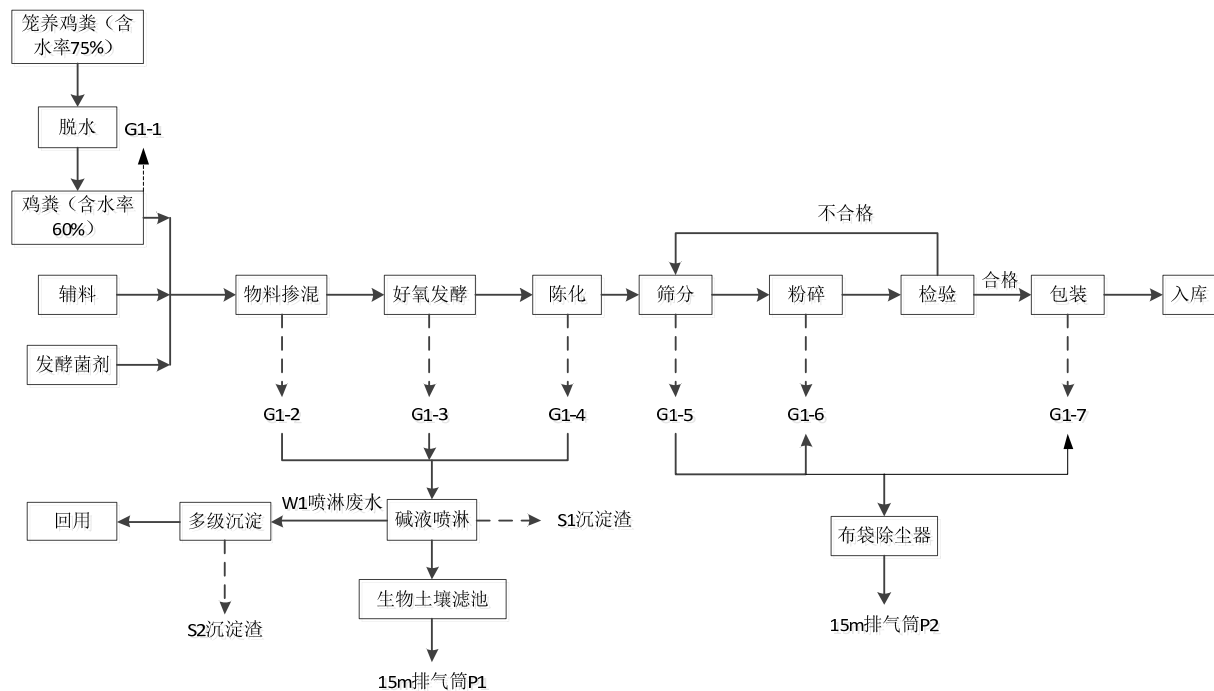 笼养鸡粪（含
水率75%）
脱水
G1-1
鸡粪（含水率
60%）
不合格
辅料
物料掺混
好氧发酵
陈化
筛分
粉碎
检验
合格
包装
入库
发酵菌剂
G1-2
G1-3
G1-4
G1-5
G1-6
G1-7
回用
多级沉淀
W1喷淋废水
碱液喷淋
S1沉淀渣
布袋除尘器
生物土壤滤池
S2沉淀渣
15m排气筒P2
15m排气筒P1